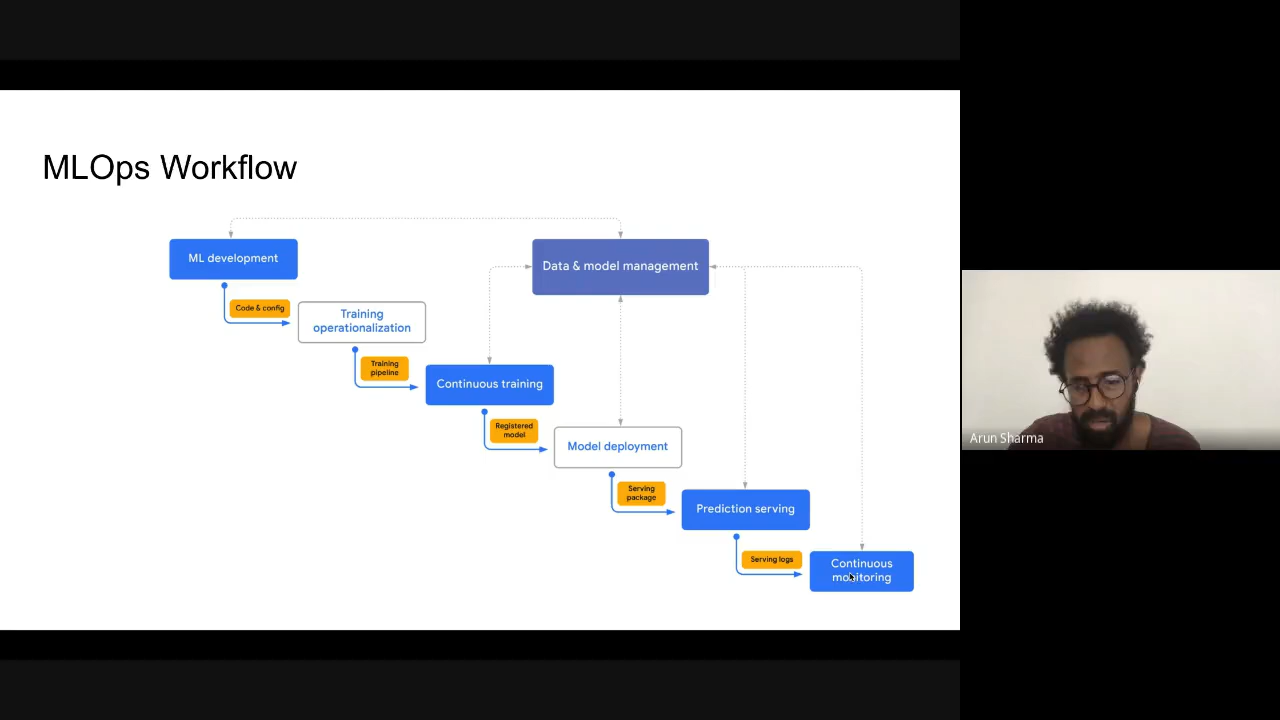 MLOps Workflow
ML development
Data & model management
Code & config
Training
operationalization
Training
pipeline
Continuous training
Registered
model
Model deployment
Serving
package
Prediction serving
Serving logs
Continuous
monitoring
Arun Sharma